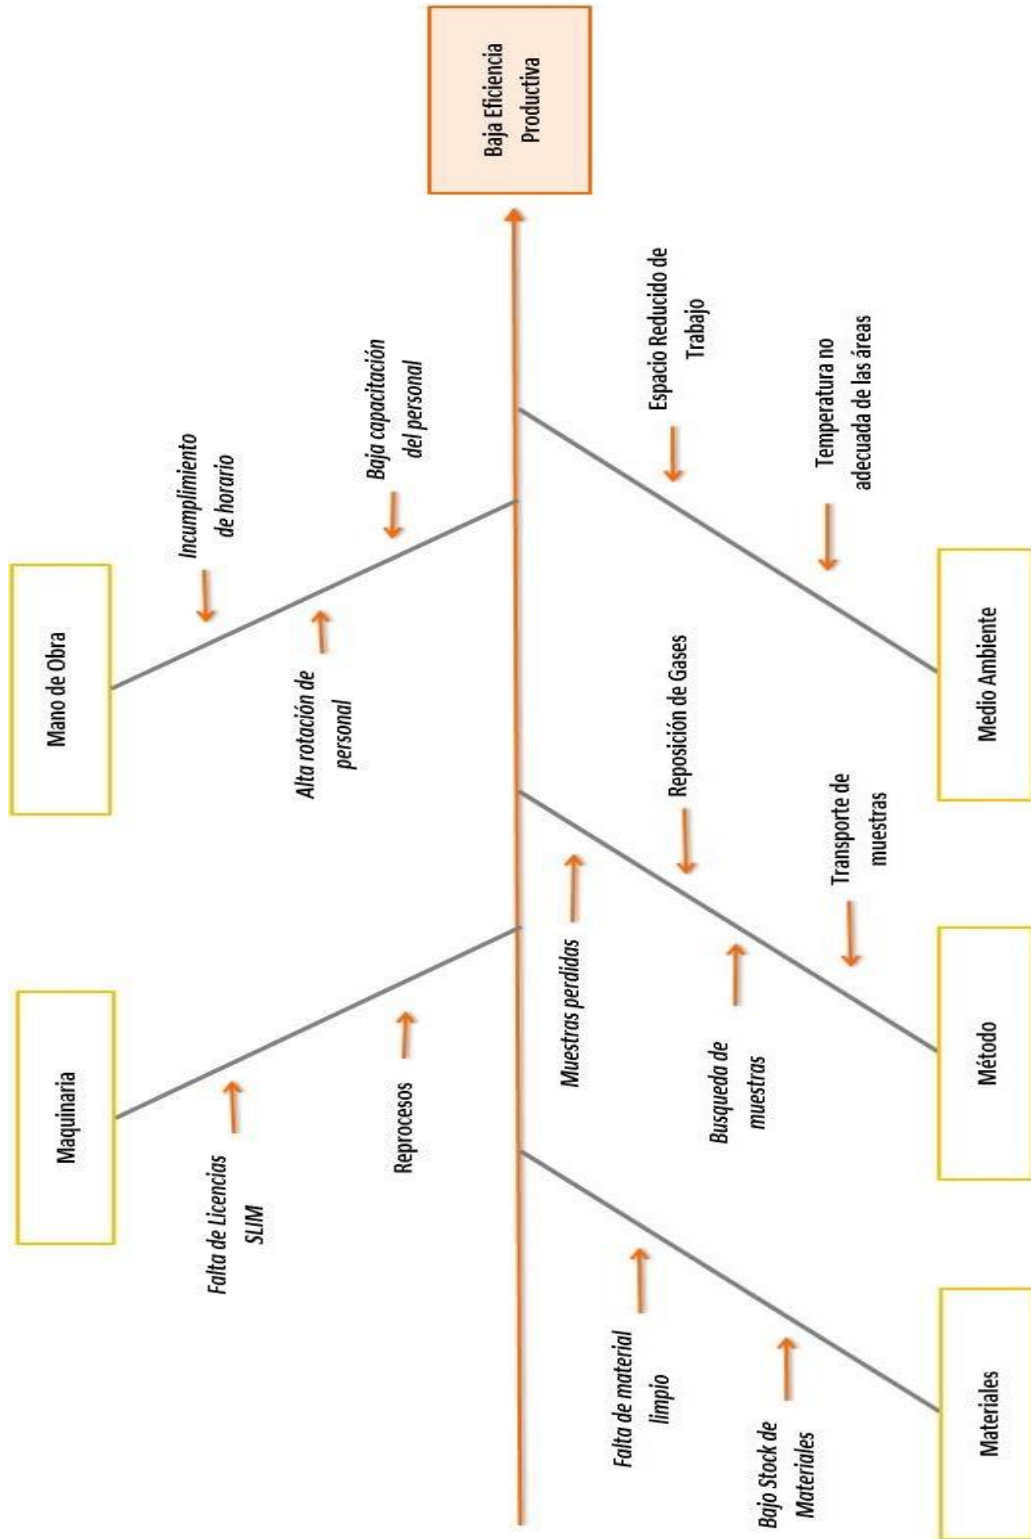 Maquinaria
Mano de Obra
Falta de Licencias
SLIM
Reprocesos
Incumplimiento
de horario
Alta rotación de
personal
Baja capacitación
del personal
Baja Eficiencia
Productiva
Falta de material
limpio
Bajo Stock de
Materiales
Muestras perdidas
Reposición de Gases
Busqueda de
muestras
Transporte de
muestras
Espacio Reducido de
Trabajo
Temperatura no
adecuada de las áreas
Materiales
Método
Medio Ambiente